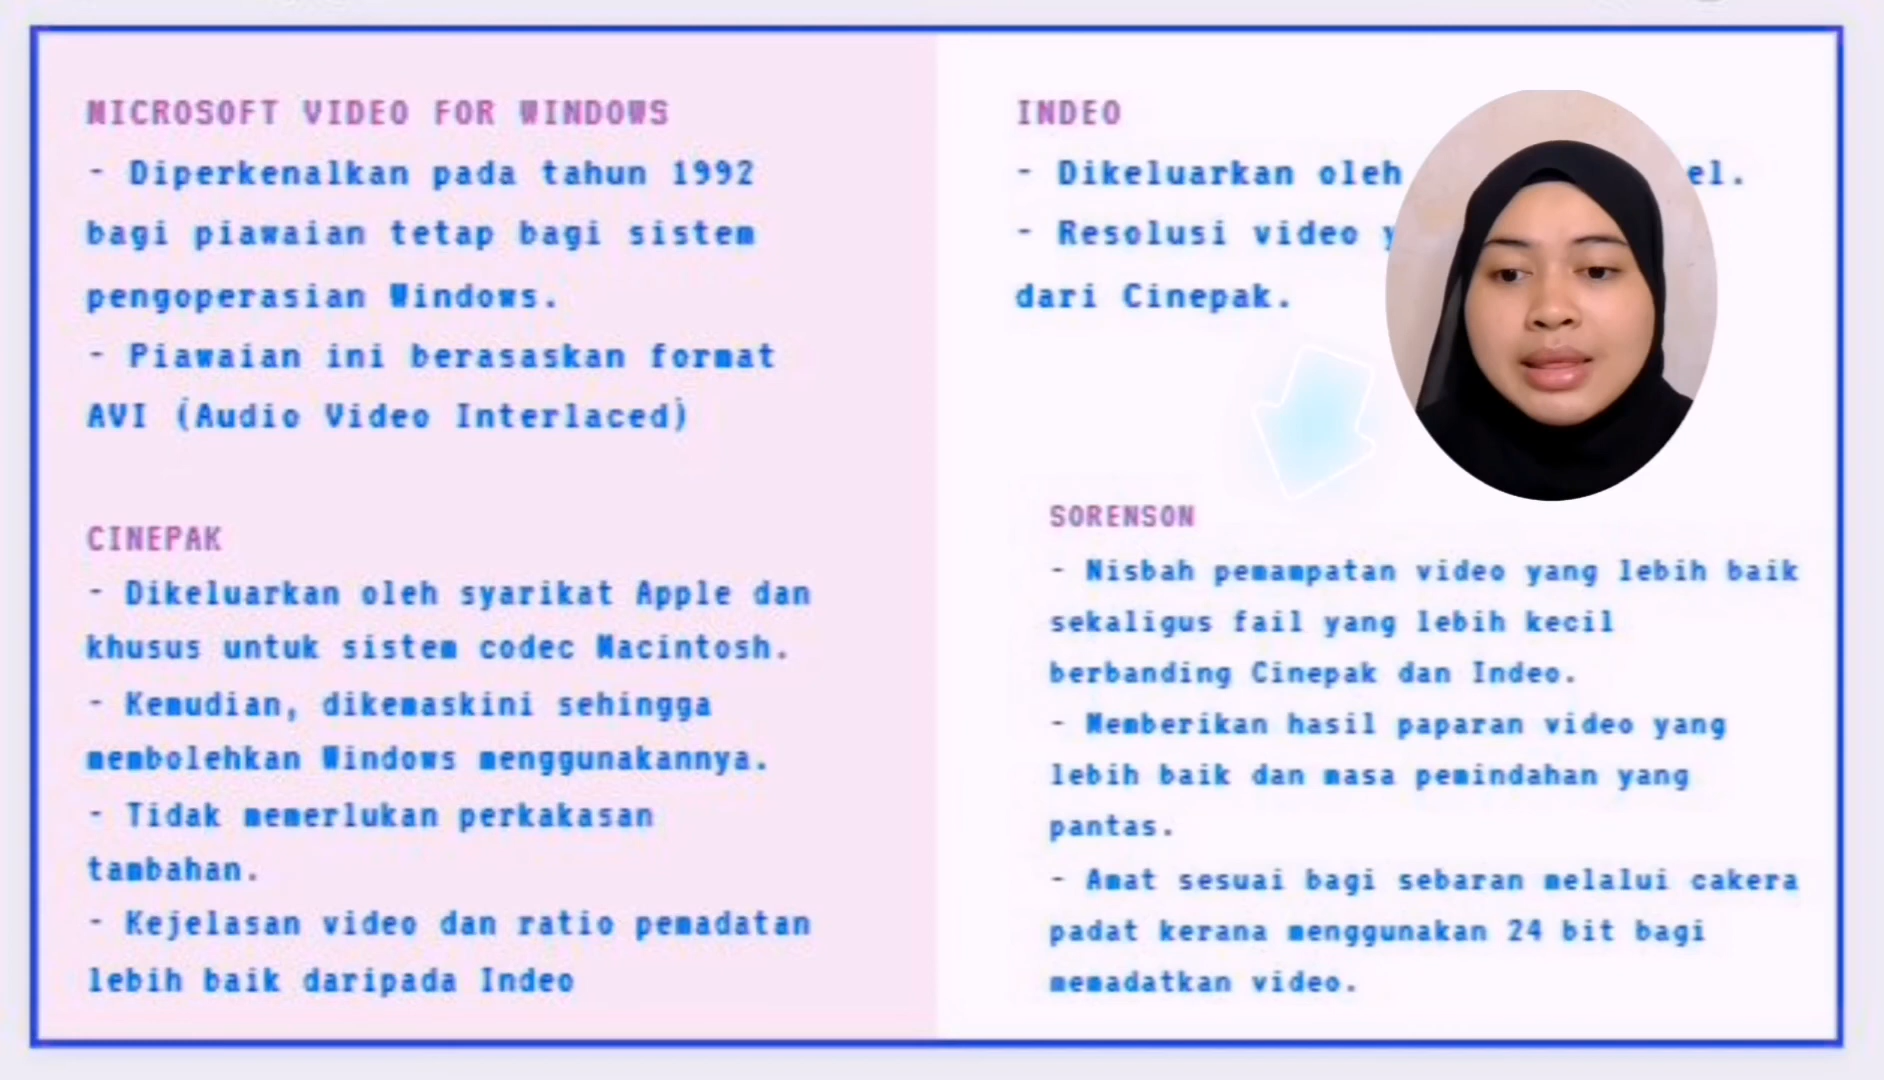 MICROSOFT VIDEO FOR WINDOWS
- Diperkenalkan pada tahun 1992
bagi piawaian tetap bagi sistem
pengoperasian Windows.
- Piawaian ini berasaskan format
AVI (Audio Video Interlaced)
CINEPAK
- Dikeluarkan oleh syarikat Apple dan
khusus untuk sistem codec Macintosh.
- Kemudian, dikemaskini sehingga
membolehkan Windows menggunakannya.
- Tidak memerlukan perkakasan
tambahan.
- Kejelasan video dan ratio pemadatan
lebih baik daripada Indeo
INDEO
- Dikeluarkan oleh el.
- Resolusi video y
dari Cinepak.
SORENSON
- Nisbah pemampatan video yang lebih baik
sekaligus fail yang lebih kecil
berbanding Cinepak dan Indeo.
- Memberikan hasil paparan video yang
lebih baik dan masa pemindahan yang
pantas.
- Amat sesuai bagi sebaran melalui cakera
padat kerana menggunakan 24 bit bagi
memadatkan video.